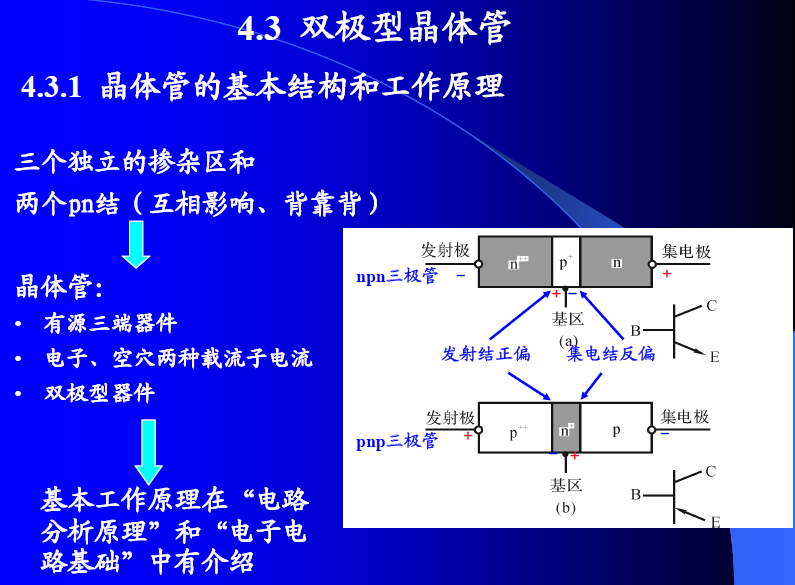 4.3 双极型晶体管
4.3.1 晶体管的基本结构和工作原理
三个独立的掺杂区和
两个pn结（互相影响、背靠背）
晶体管:
• 有源三端器件
• 电子、空穴两种载流子电流
• 双极型器件
基本工作原理在“电路
分析原理”和“电子电
路基础”中有介绍
发射极 n++ p+ n 集电极
npn三极管 − +
+ −
基区
(a)
发射结正偏 集电结反偏
B C E
发射极 p++ n+ p 集电极
pnp三极管 + −
− +
基区
(b)
B C E